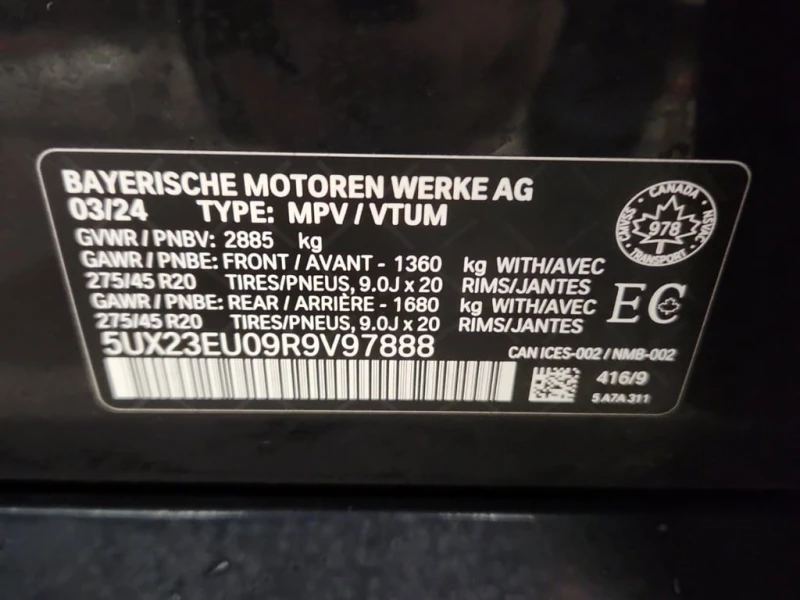 BAYERISCHE MOTOREN WERKE AG
03/24 TYPE: MPV / VTUM
GVWR / PNBV: 2885 kg
GAWR / PNBE: FRONT / AVANT - 1360 kg WITH/AVEC
275/45 R20 TIRES/PNEUS, 9.0J x 20 RIMS/JANTES
GAWR / PNBE: REAR / ARRIÈRE - 1680 kg WITH/AVEC
275/45 R20 TIRES/PNEUS, 9.0J x 20 RIMS/JANTES
5UX23EU09R9V97888
CANADA
CMVSS
978
NSVAC
TRANSPORT
EC
CAN ICES-002 / NMB-002
416/9
5 A7A 311